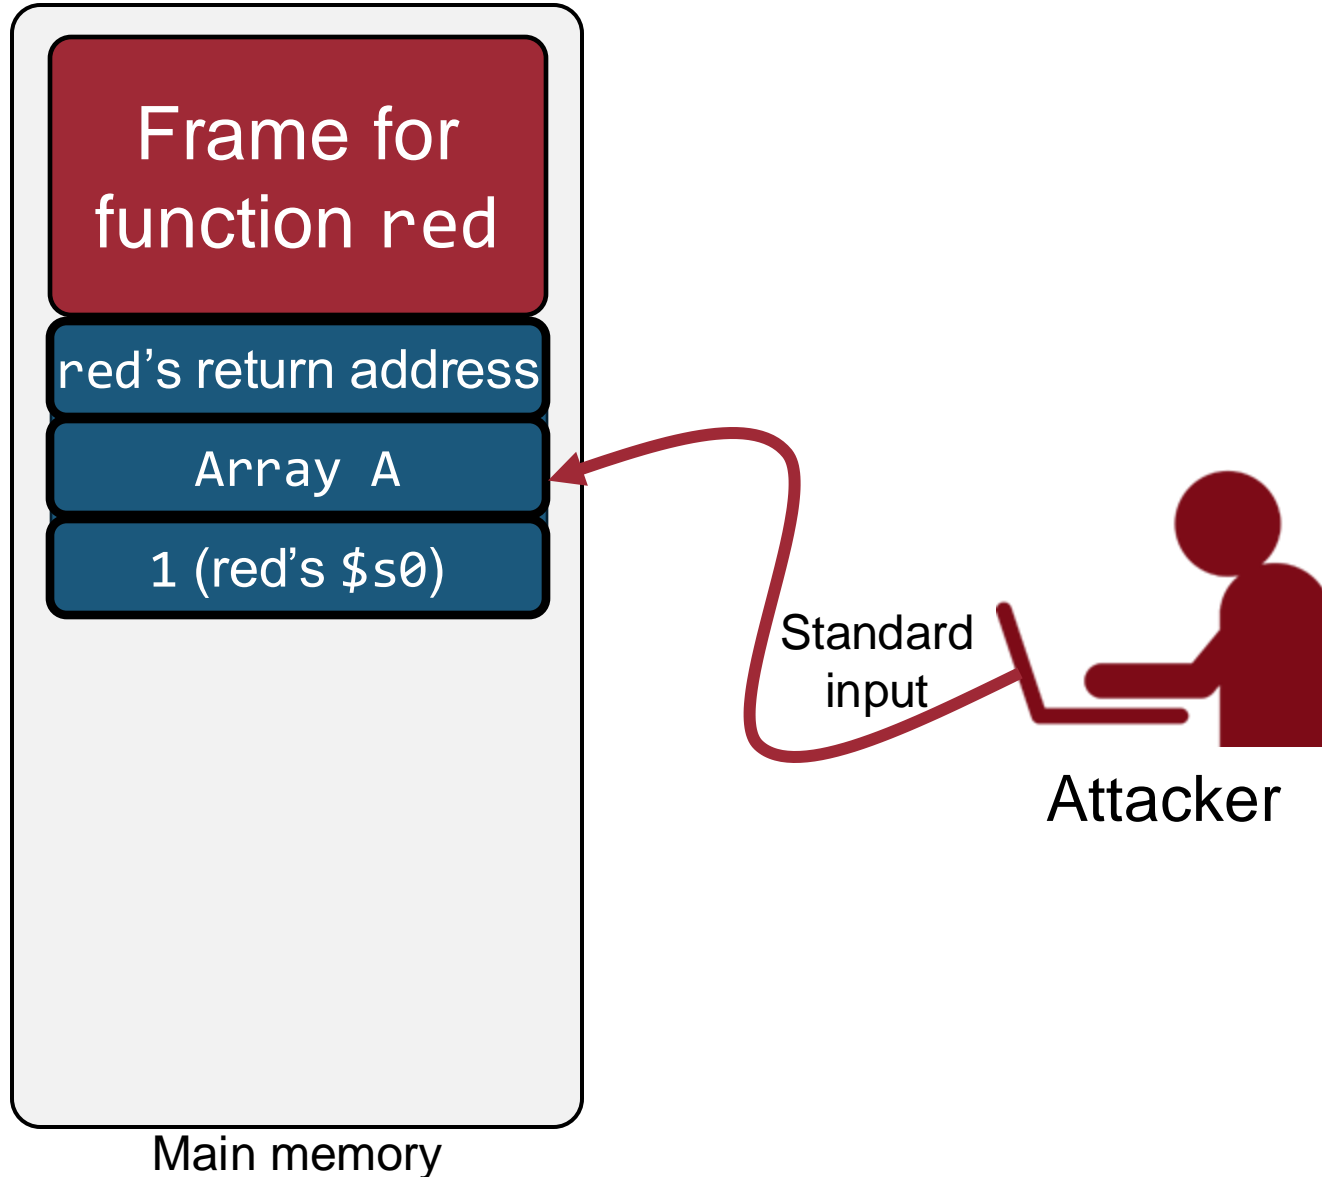 Frame for
function red
red’s return address
Array A
1 (red’s $s0)
Standard
input
Attacker
Main memory